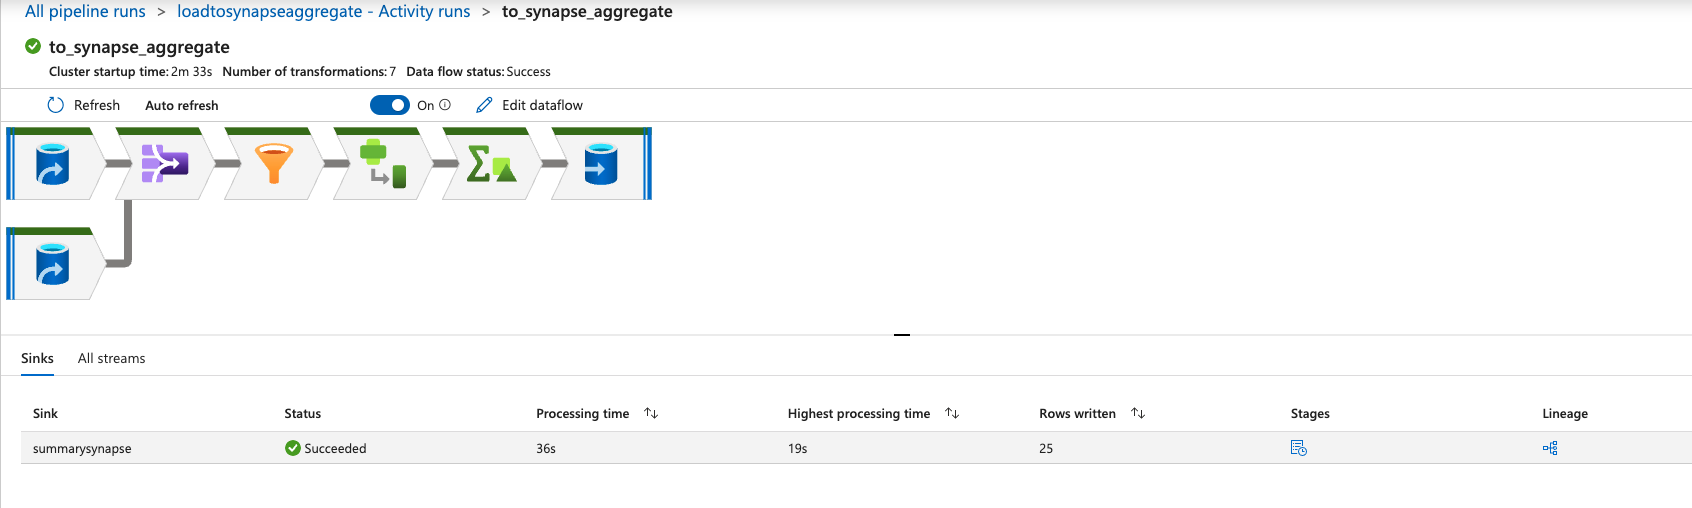 All pipeline runs > loadtosynapseaggregate - Activity runs > to_synapse_aggregate
to_synapse_aggregate
Cluster startup time: 2m 33s Number of transformations: 7 Data flow status: Success
Refresh Auto refresh On Edit dataflow
Sinks All streams
Sink Status Processing time Highest processing time Rows written Stages Lineage
summarysynapse Succeeded 36s 19s 25